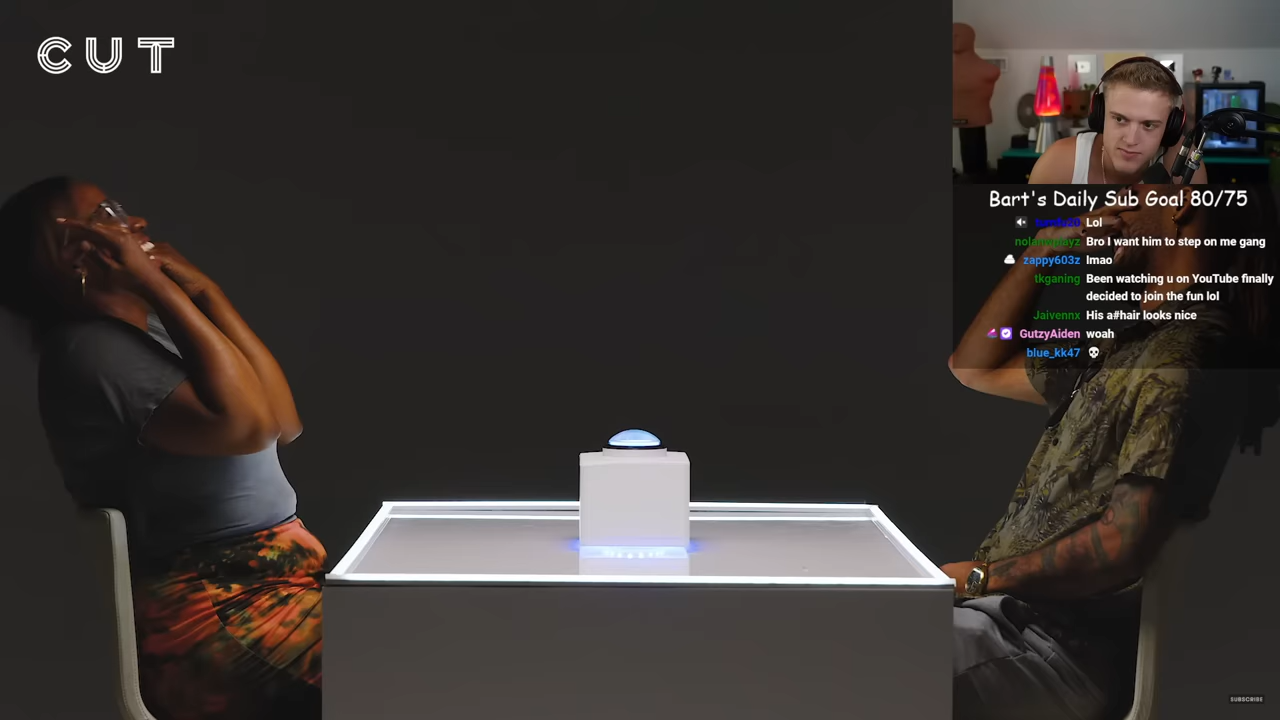 CUT
Bart's Daily Sub Goal 80/75
Lol
Bro I want him to step on me gang
zappy603z lmao
tkganing Been watching u on YouTube finally
decided to join the fun lol
Jaivennx His a#hair looks nice
GutzyAiden woah
blue_kk47
SUBSCRIBE